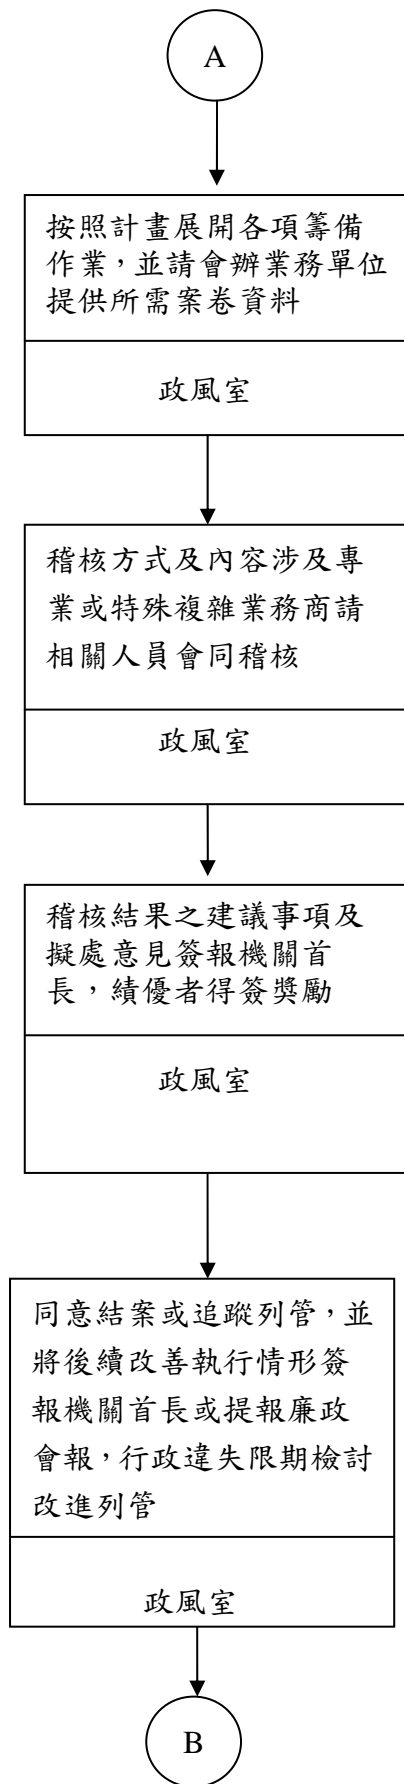 A
按照計畫展開各項籌備
作業，並請會辦業務單位
提供所需案卷資料
政風室
稽核方式及內容涉及專
業或特殊複雜業務商請
相關人員會同稽核
政風室
稽核結果之建議事項及
擬處意見簽報機關首
長，績優者得簽獎勵
政風室
同意結案或追蹤列管，並
將後續改善執行情形簽
報機關首長或提報廉政
會報，行政違失限期檢討
改進列管
政風室
B